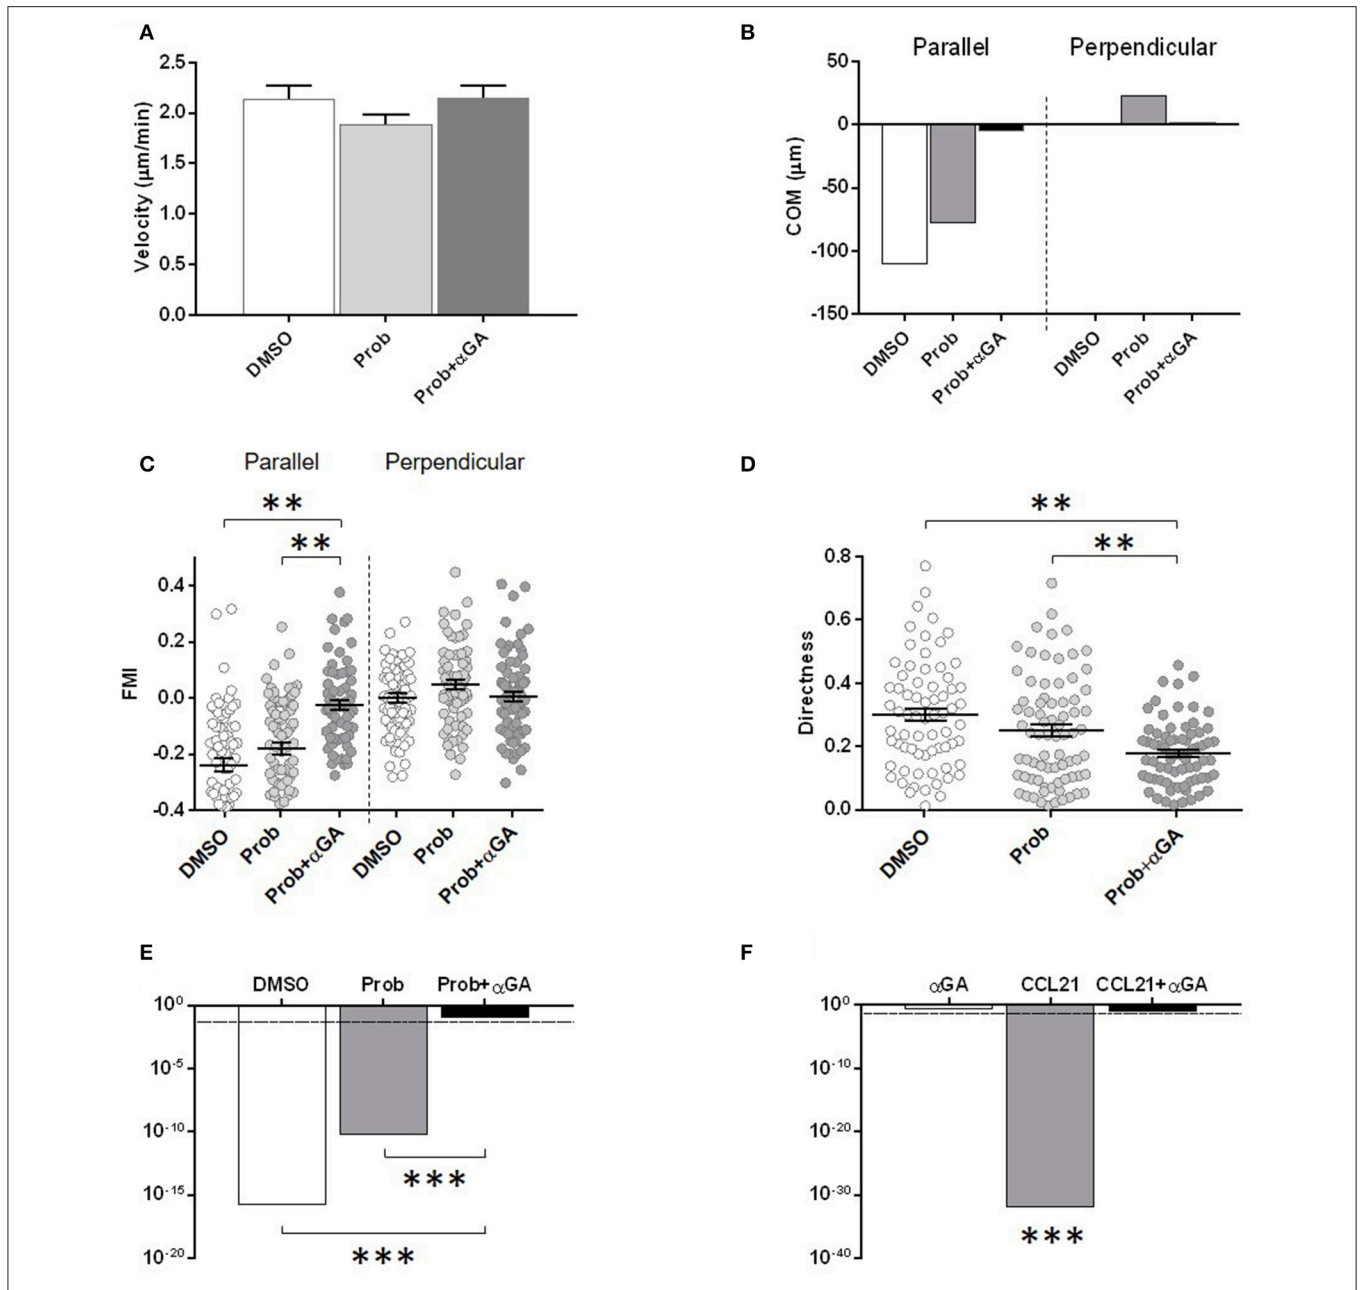 A
Velocity (μm/min)
2.5
2.0
1.5
1.0
0.5
0.0
DMSO
Prob
Prob+αGA
B
Parallel
Perpendicular
COM (μm)
50
0
-50
-100
-150
DMSO
Prob
Prob+αGA
DMSO
Prob
Prob+αGA
C
Parallel
Perpendicular
**
**
FMI
0.4
0.2
0.0
-0.2
-0.4
DMSO
Prob
Prob+αGA
DMSO
Prob
Prob+αGA
D
**
**
Directness
0.8
0.6
0.4
0.2
0.0
DMSO
Prob
Prob+αGA
E
DMSO
Prob
Prob+αGA
10⁰
10⁻⁵
10⁻¹⁰
10⁻¹⁵
10⁻²⁰
***
***
F
αGA
CCL21
CCL21+αGA
10⁰
10⁻¹⁰
10⁻²⁰
10⁻³⁰
10⁻⁴⁰
***